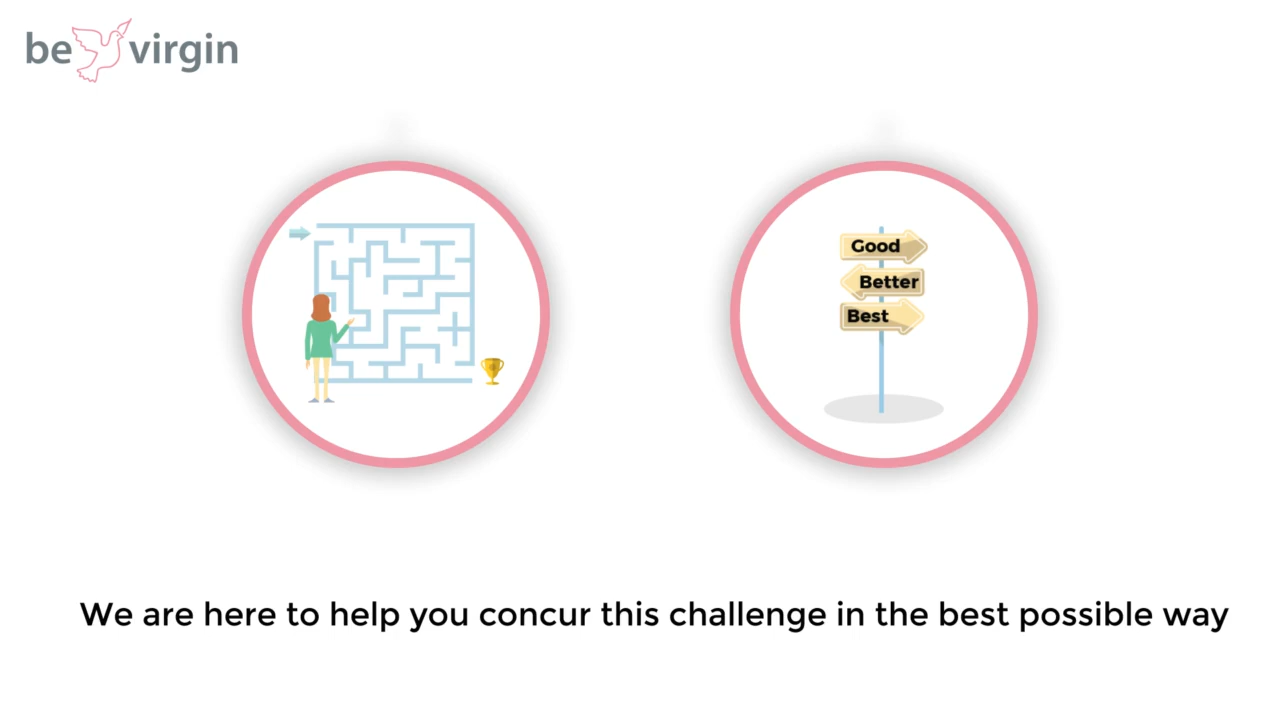 be virgin
Good
Better
Best
We are here to help you concur this challenge in the best possible way